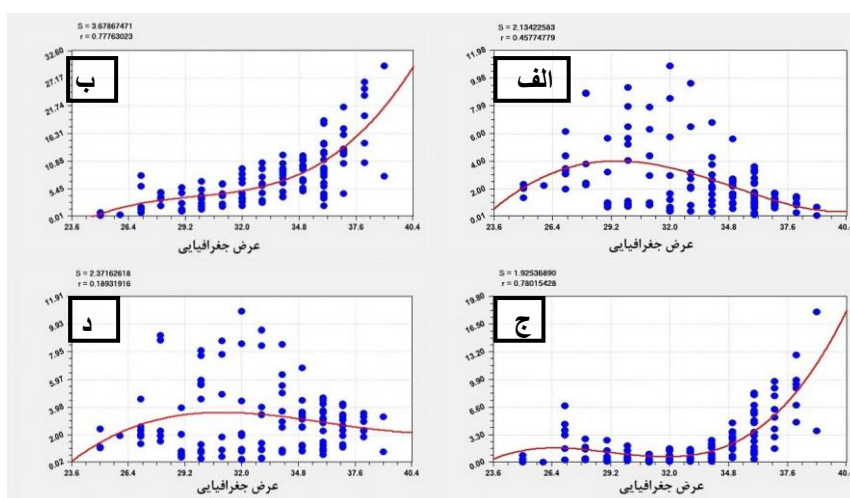 S = 2.13422583
r = 0.45774779
الف
11.98
9.98
7.99
6.00
4.00
2.00
0.01
23.6 26.4 29.2 32.0 34.8 37.6 40.4
عرض جغرافیایی
S = 3.67867471
r = 0.77763023
ب
32.60
27.17
21.74
16.31
10.88
5.45
0.01
23.6 26.4 29.2 32.0 34.8 37.6 40.4
عرض جغرافیایی
S = 1.92536890
r = 0.78015428
ج
19.80
16.50
13.20
9.90
6.60
3.30
0.00
23.6 26.4 29.2 32.0 34.8 37.6 40.4
عرض جغرافیایی
S = 2.37162618
r = 0.18931916
د
11.91
9.93
7.95
5.97
3.98
2.00
0.02
23.6 26.4 29.2 32.0 34.8 37.6 40.4
عرض جغرافیایی